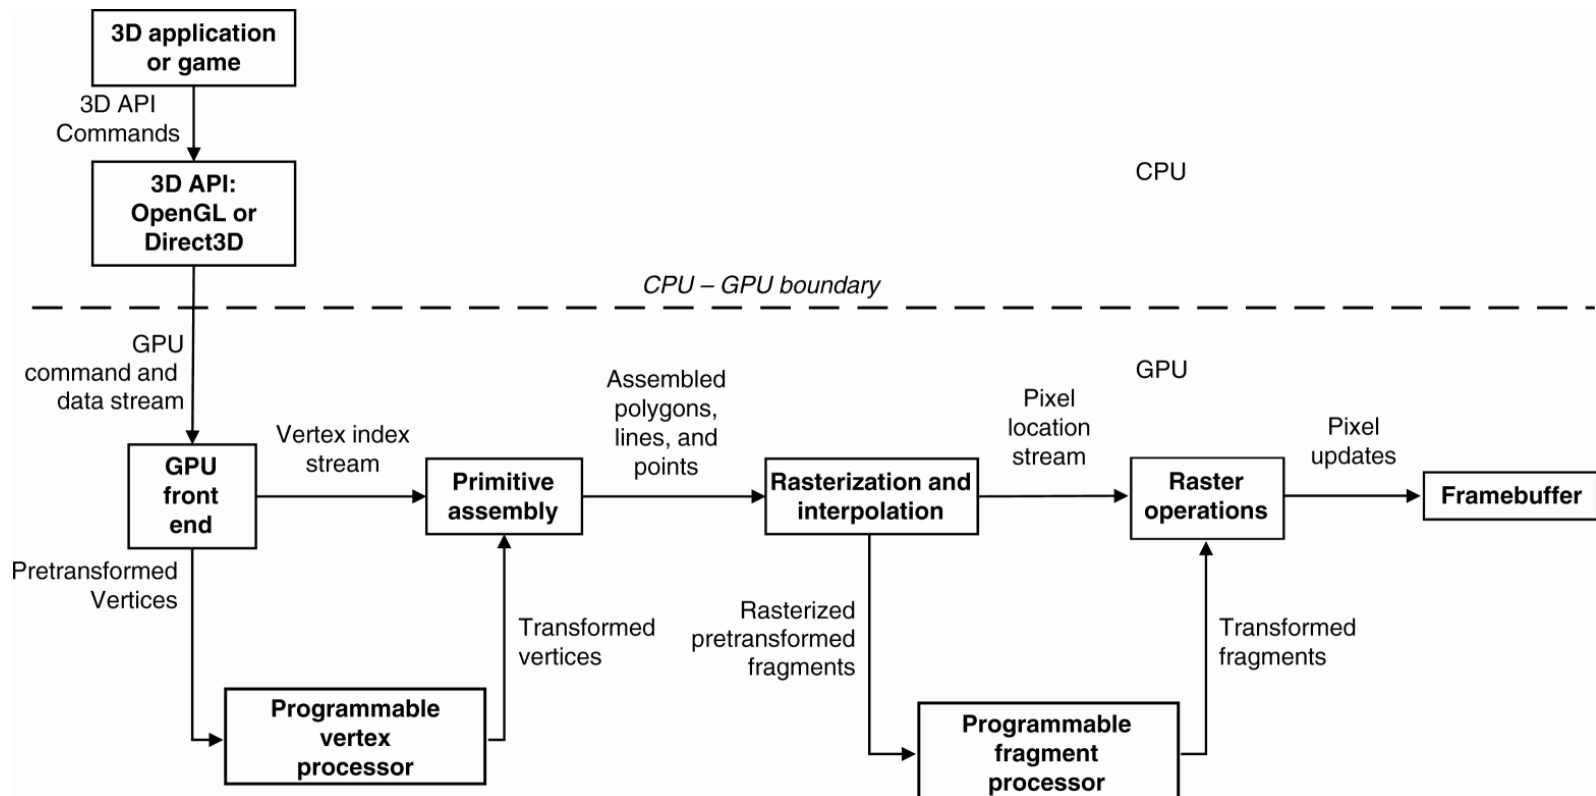 3D application
or game
3D API
Commands
3D API:
OpenGL or
Direct3D
CPU
CPU – GPU boundary
GPU
command and
data stream
GPU
Assembled
polygons,
lines, and
points
Pixel
location
stream
Vertex index
stream
Pixel
updates
GPU
front
end
Primitive
assembly
Rasterization and
interpolation
Raster
operations
Framebuffer
Pretransformed
Vertices
Transformed
vertices
Rasterized
pretransformed
fragments
Transformed
fragments
Programmable
vertex
processor
Programmable
fragment
processor